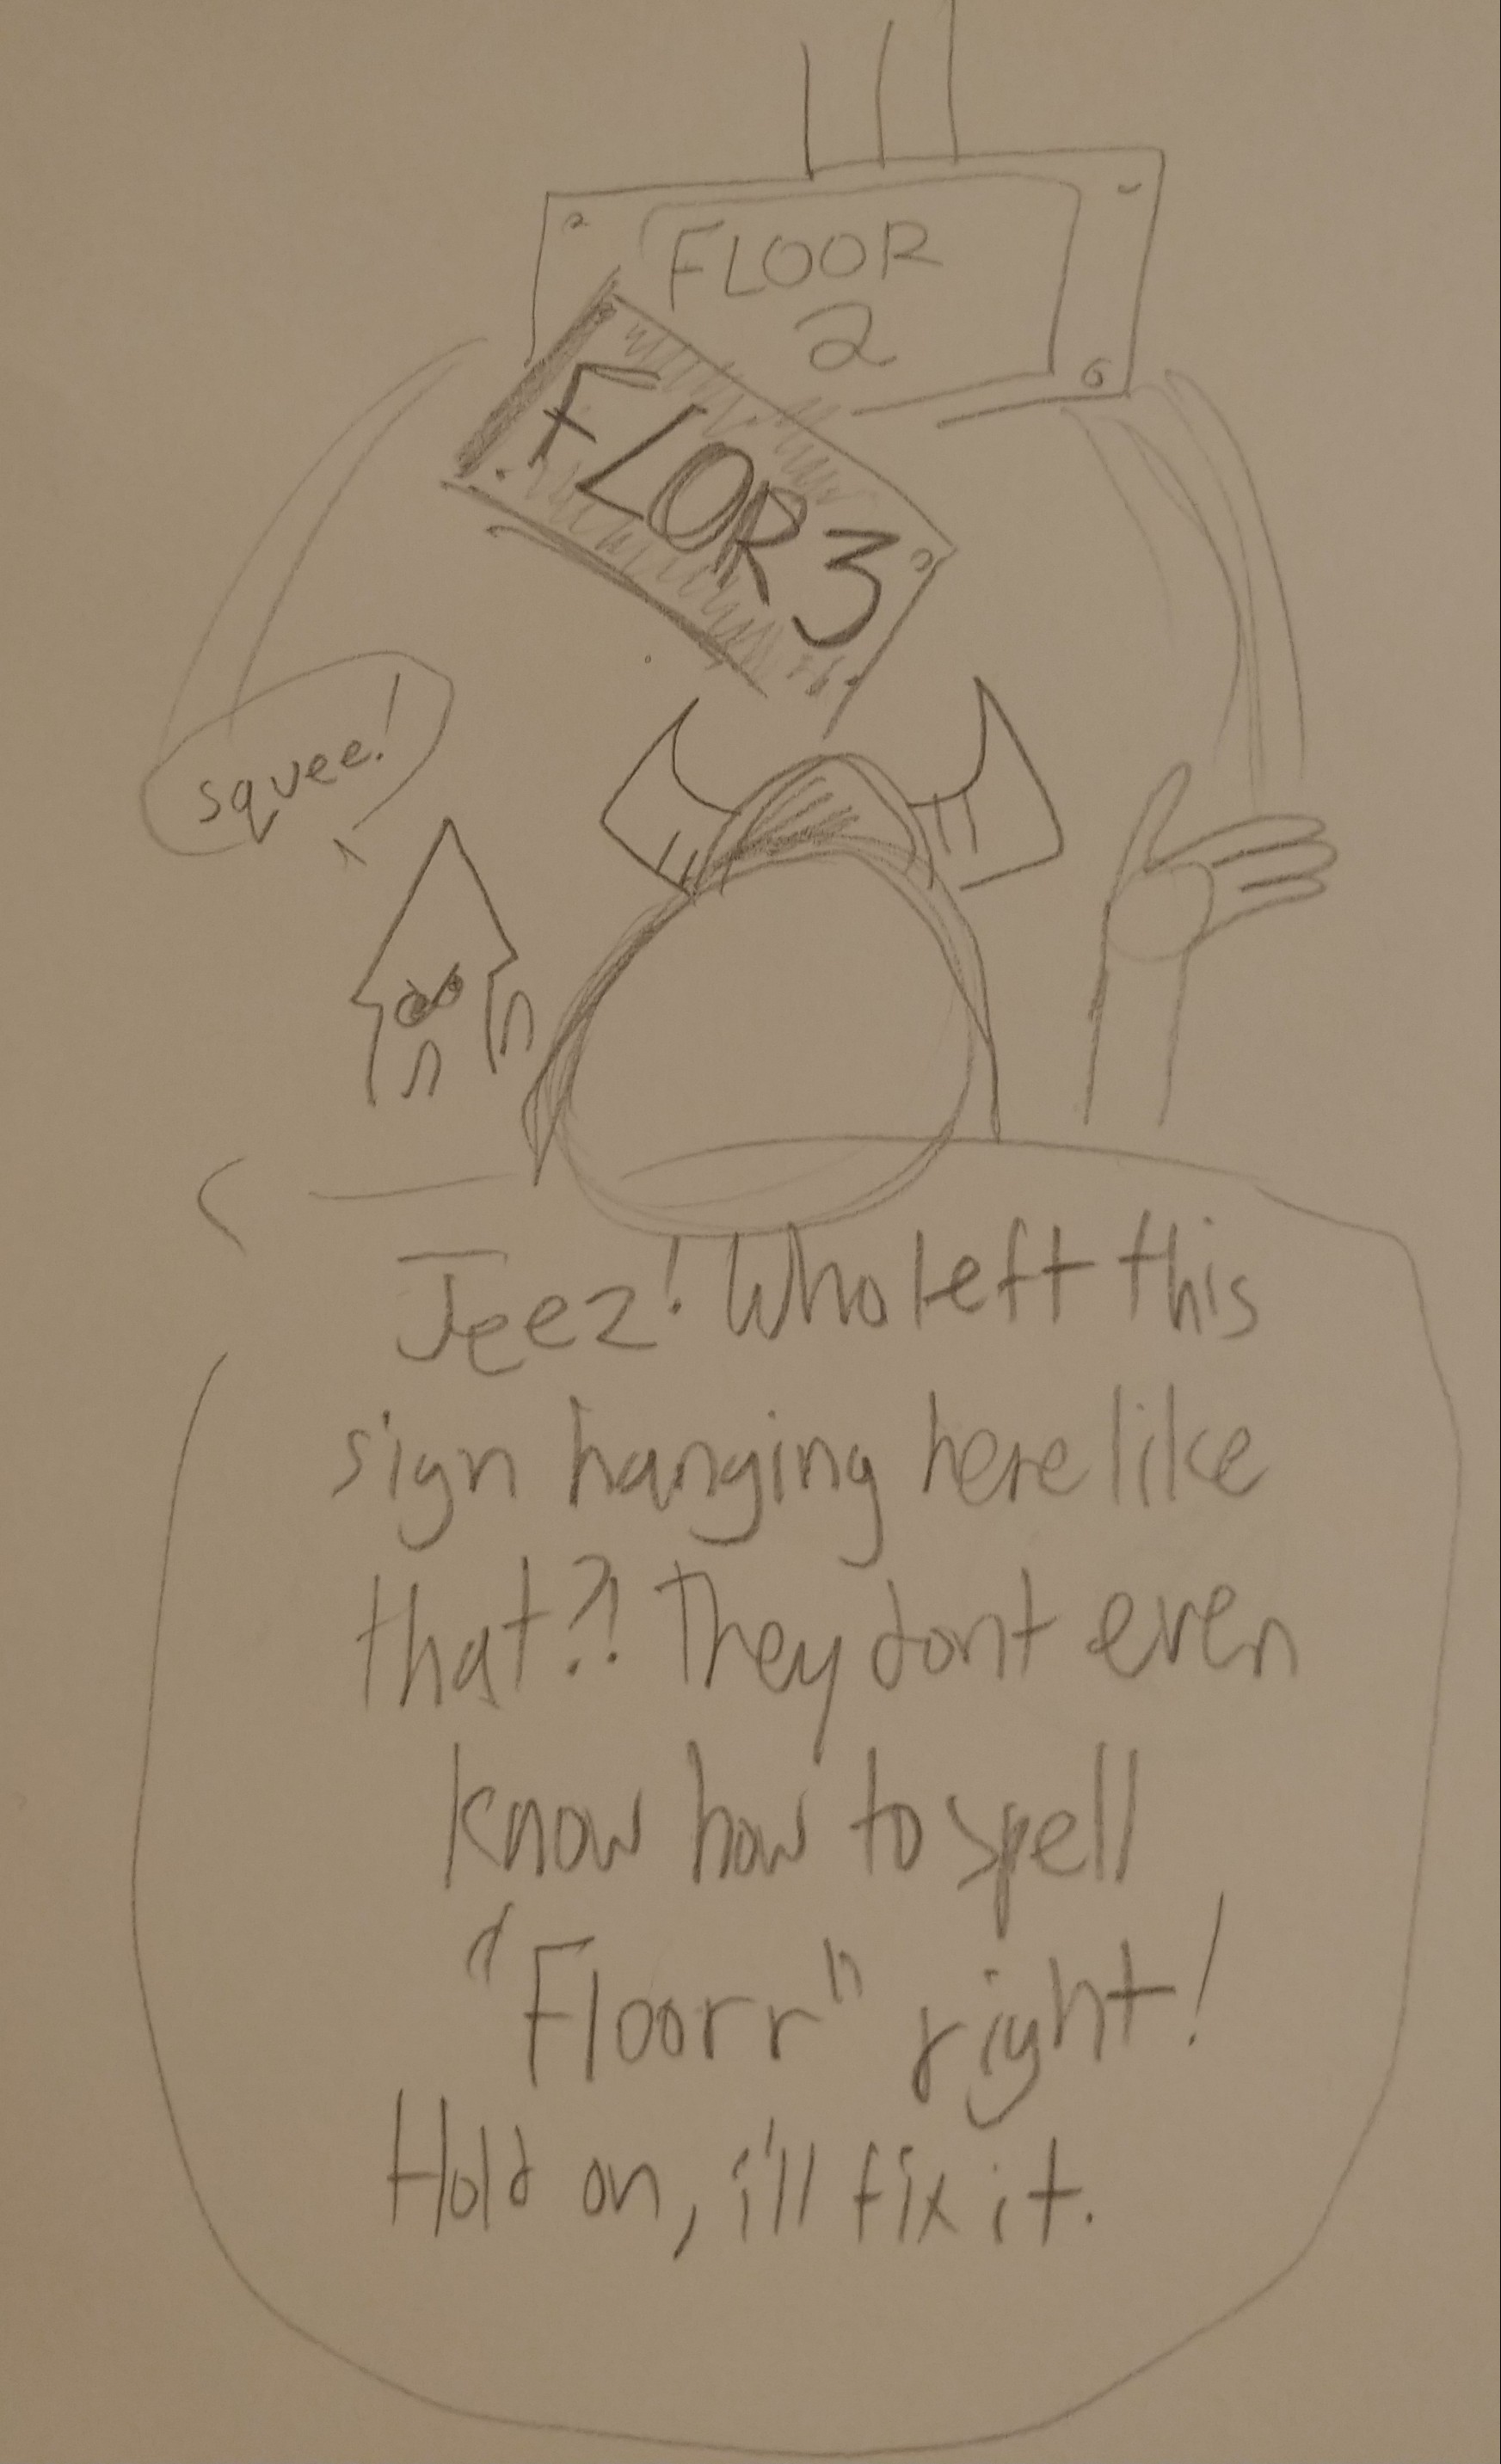 FLOOR
2
FLOR 3
squee!
Jeez! Who left this
sign hanging here like
that?! They dont even
know how to spell
"Floorr" right!
Hold on, i'll fix it.